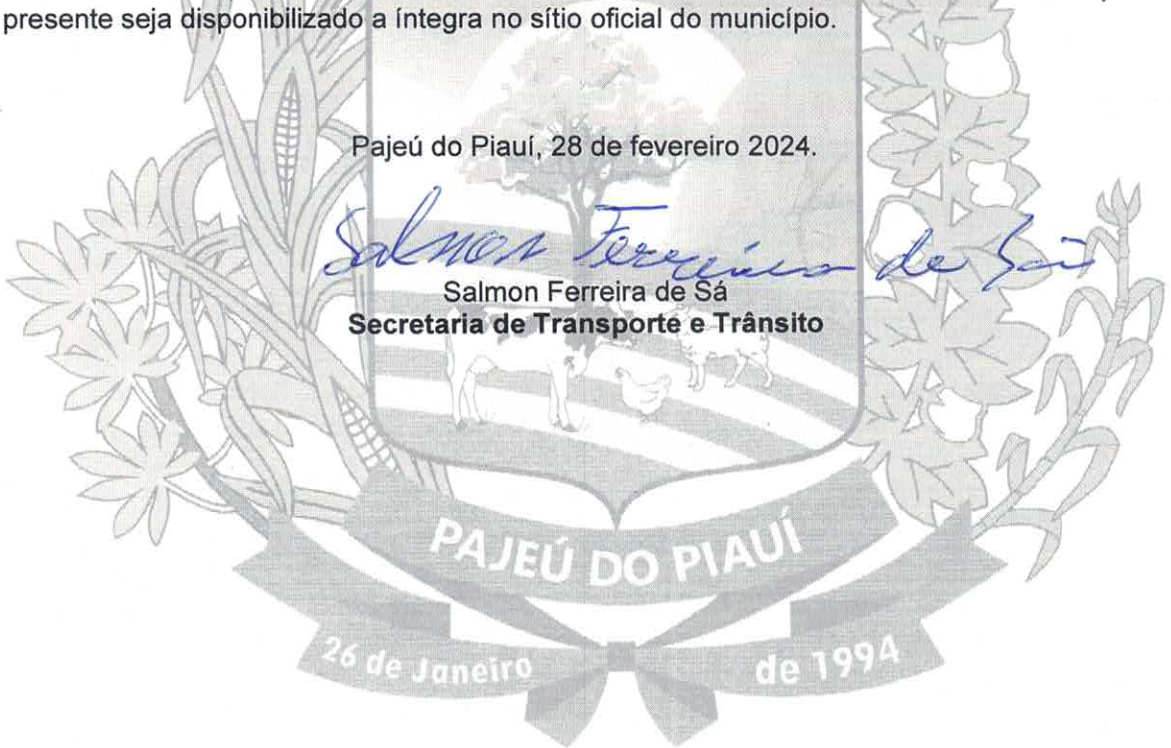 presente seja disponibilizado a íntegra no sítio oficial do município.
Pajeú do Piauí, 28 de fevereiro 2024.
Salmon Ferreira de Sá
Salmon Ferreira de Sá
Secretaria de Transporte e Trânsito
PAJEÚ DO PIAUÍ
26 de Janeiro de 1994